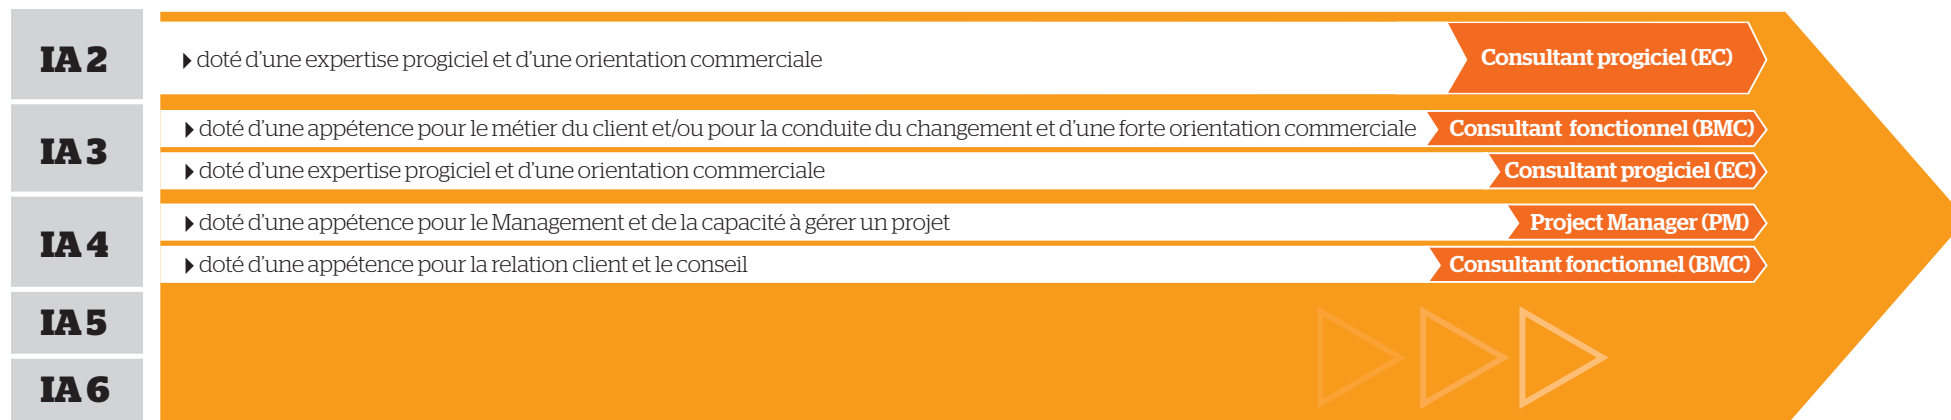 IA 2
doté d'une expertise progiciel et d'une orientation commerciale
Consultant progiciel (EC)
IA 3
doté d'une appétence pour le métier du client et/ou pour la conduite du changement et d'une forte orientation commerciale
Consultant fonctionnel (BMC)
doté d'une expertise progiciel et d'une orientation commerciale
Consultant progiciel (EC)
IA 4
doté d'une appétence pour le Management et de la capacité à gérer un projet
Project Manager (PM)
doté d'une appétence pour la relation client et le conseil
Consultant fonctionnel (BMC)
IA 5
IA 6